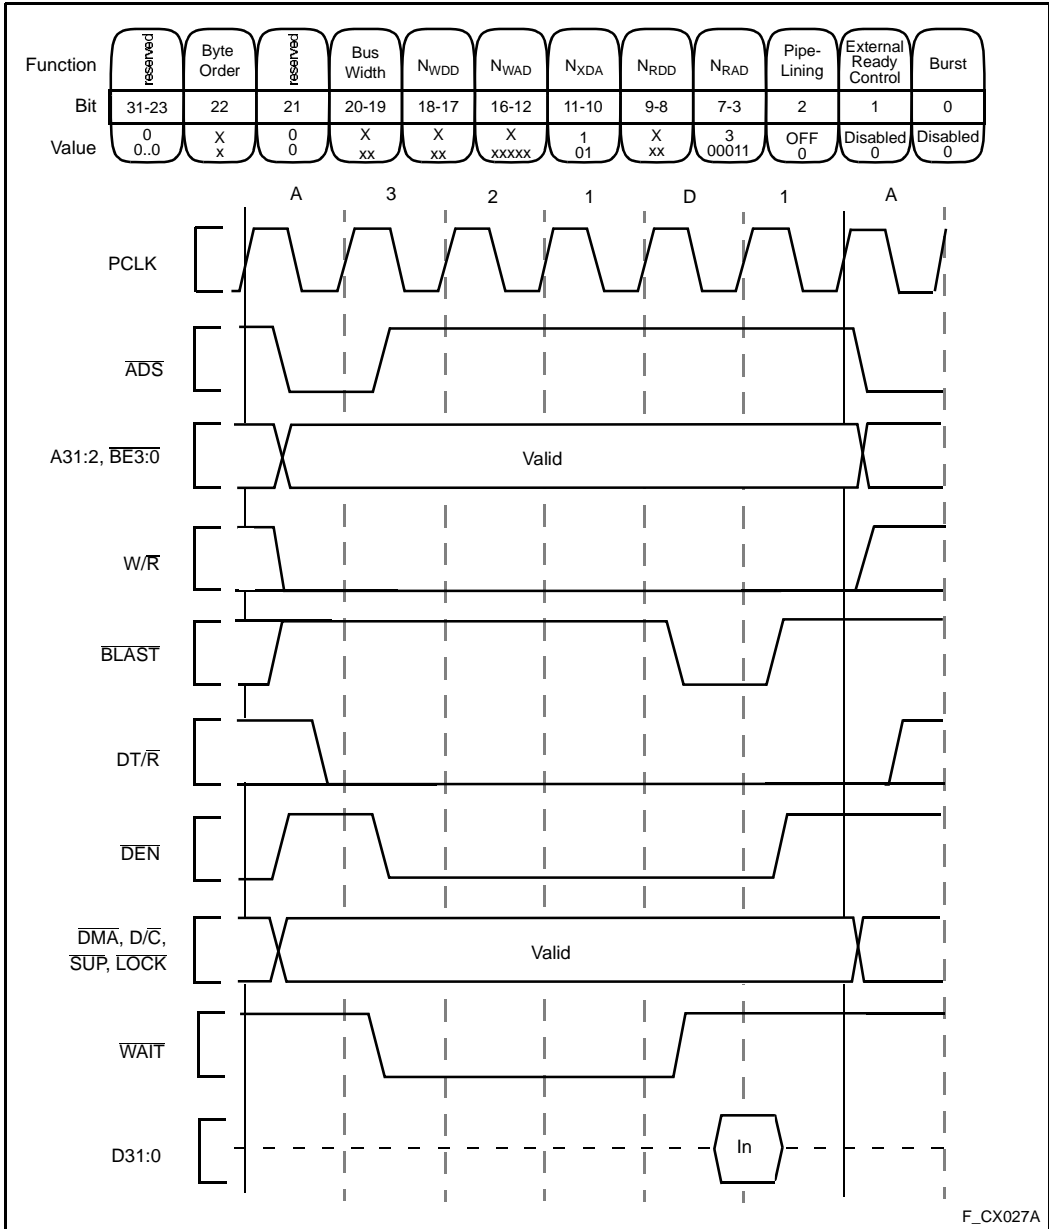 Function reserved Byte Order reserved Bus Width NWDD NWAD NXDA NRDD NRAD Pipe-Lining External Ready Control Burst
Bit 31-23 22 21 20-19 18-17 16-12 11-10 9-8 7-3 2 1 0
Value 0 X 0 X X X 1 X 3 OFF Disabled Disabled
0..0 x 0 xx xx xxxxx 01 xx 00011 0 0 0
A 3 2 1 D 1 A
PCLK
ADS
A31:2, BE3:0
Valid
W/R
BLAST
DT/R
DEN
DMA, D/C,
SUP, LOCK
Valid
WAIT
D31:0
In
F_CX027A